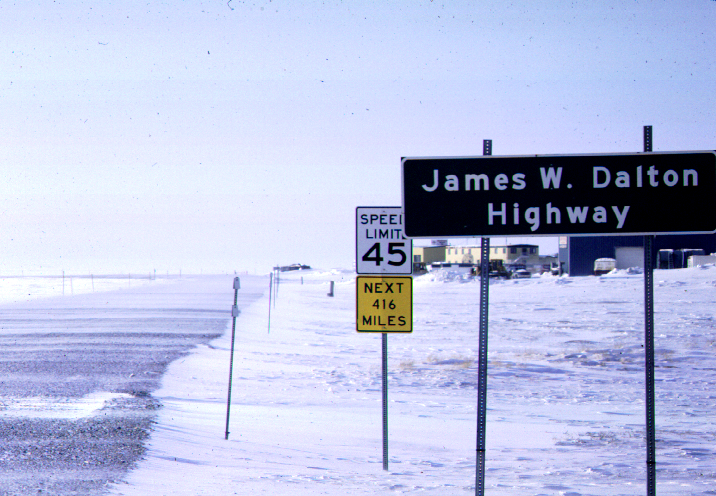 James W. Dalton
Highway
SPEED
LIMIT
45
NEXT
416
MILES